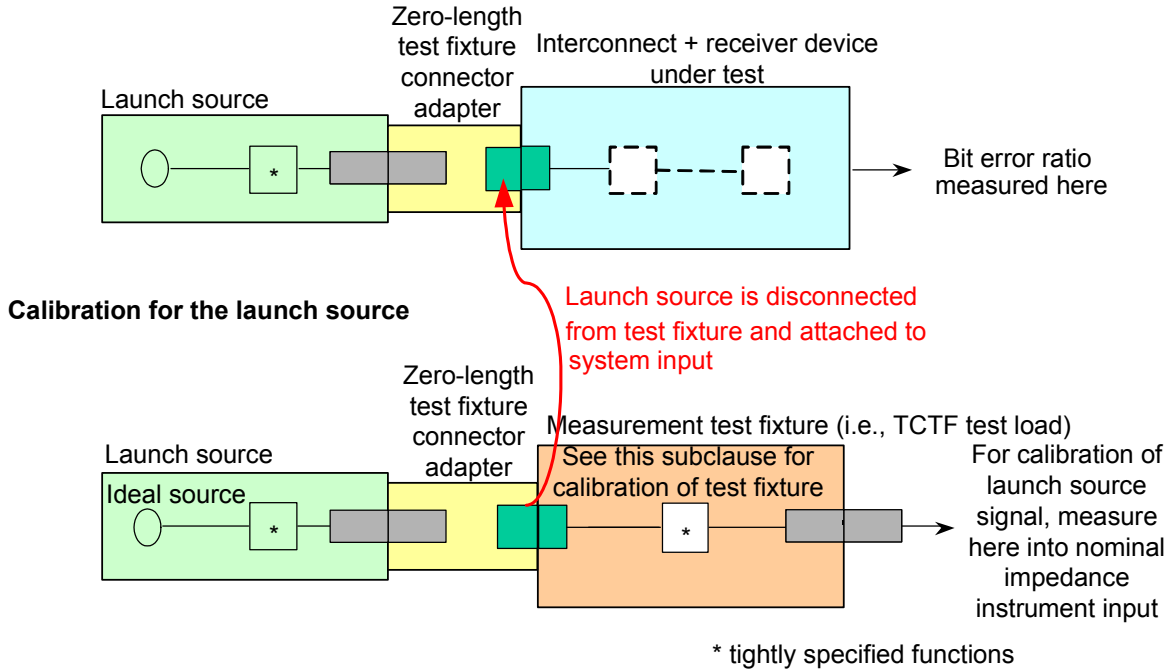 Zero-length
test fixture
connector
adapter
Interconnect + receiver device
under test
Launch source
*
Bit error ratio
measured here
Calibration for the launch source
Launch source is disconnected
from test fixture and attached to
system input
Zero-length
test fixture
connector
adapter
Measurement test fixture (i.e., TCTF test load)
Launch source
See this subclause for
calibration of test fixture
Ideal source
*
*
For calibration of
launch source
signal, measure
here into nominal
impedance
instrument input
* tightly specified functions